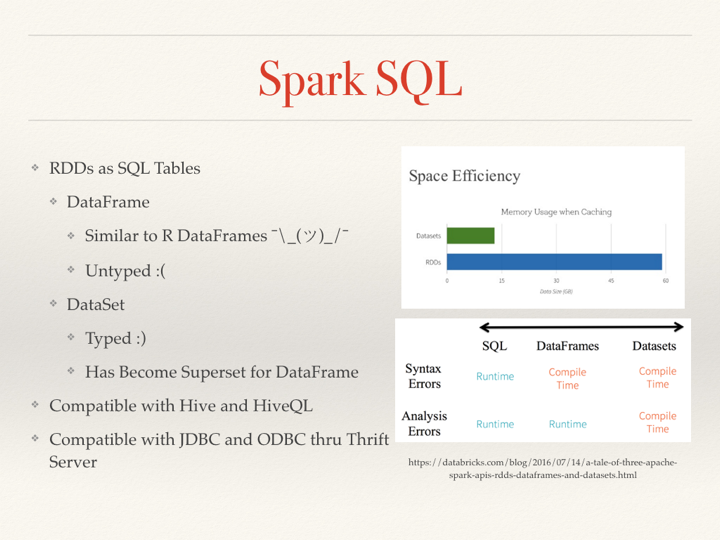 Spark SQL
❖ RDDs as SQL Tables
❖ DataFrame
❖ Similar to R DataFrames ¯\_(ツ)_/¯
❖ Untyped :(
❖ DataSet
❖ Typed :)
❖ Has Become Superset for DataFrame
❖ Compatible with Hive and HiveQL
❖ Compatible with JDBC and ODBC thru Thrift
Server
Space Efficiency
Memory Usage when Caching
Datasets
RDDs
0 15 30 45 60
Data Size (GB)
SQL DataFrames Datasets
Syntax
Errors
Runtime
Compile
Time
Compile
Time
Analysis
Errors
Runtime
Runtime
Compile
Time
https://databricks.com/blog/2016/07/14/a-tale-of-three-apache-
spark-apis-rdds-dataframes-and-datasets.html